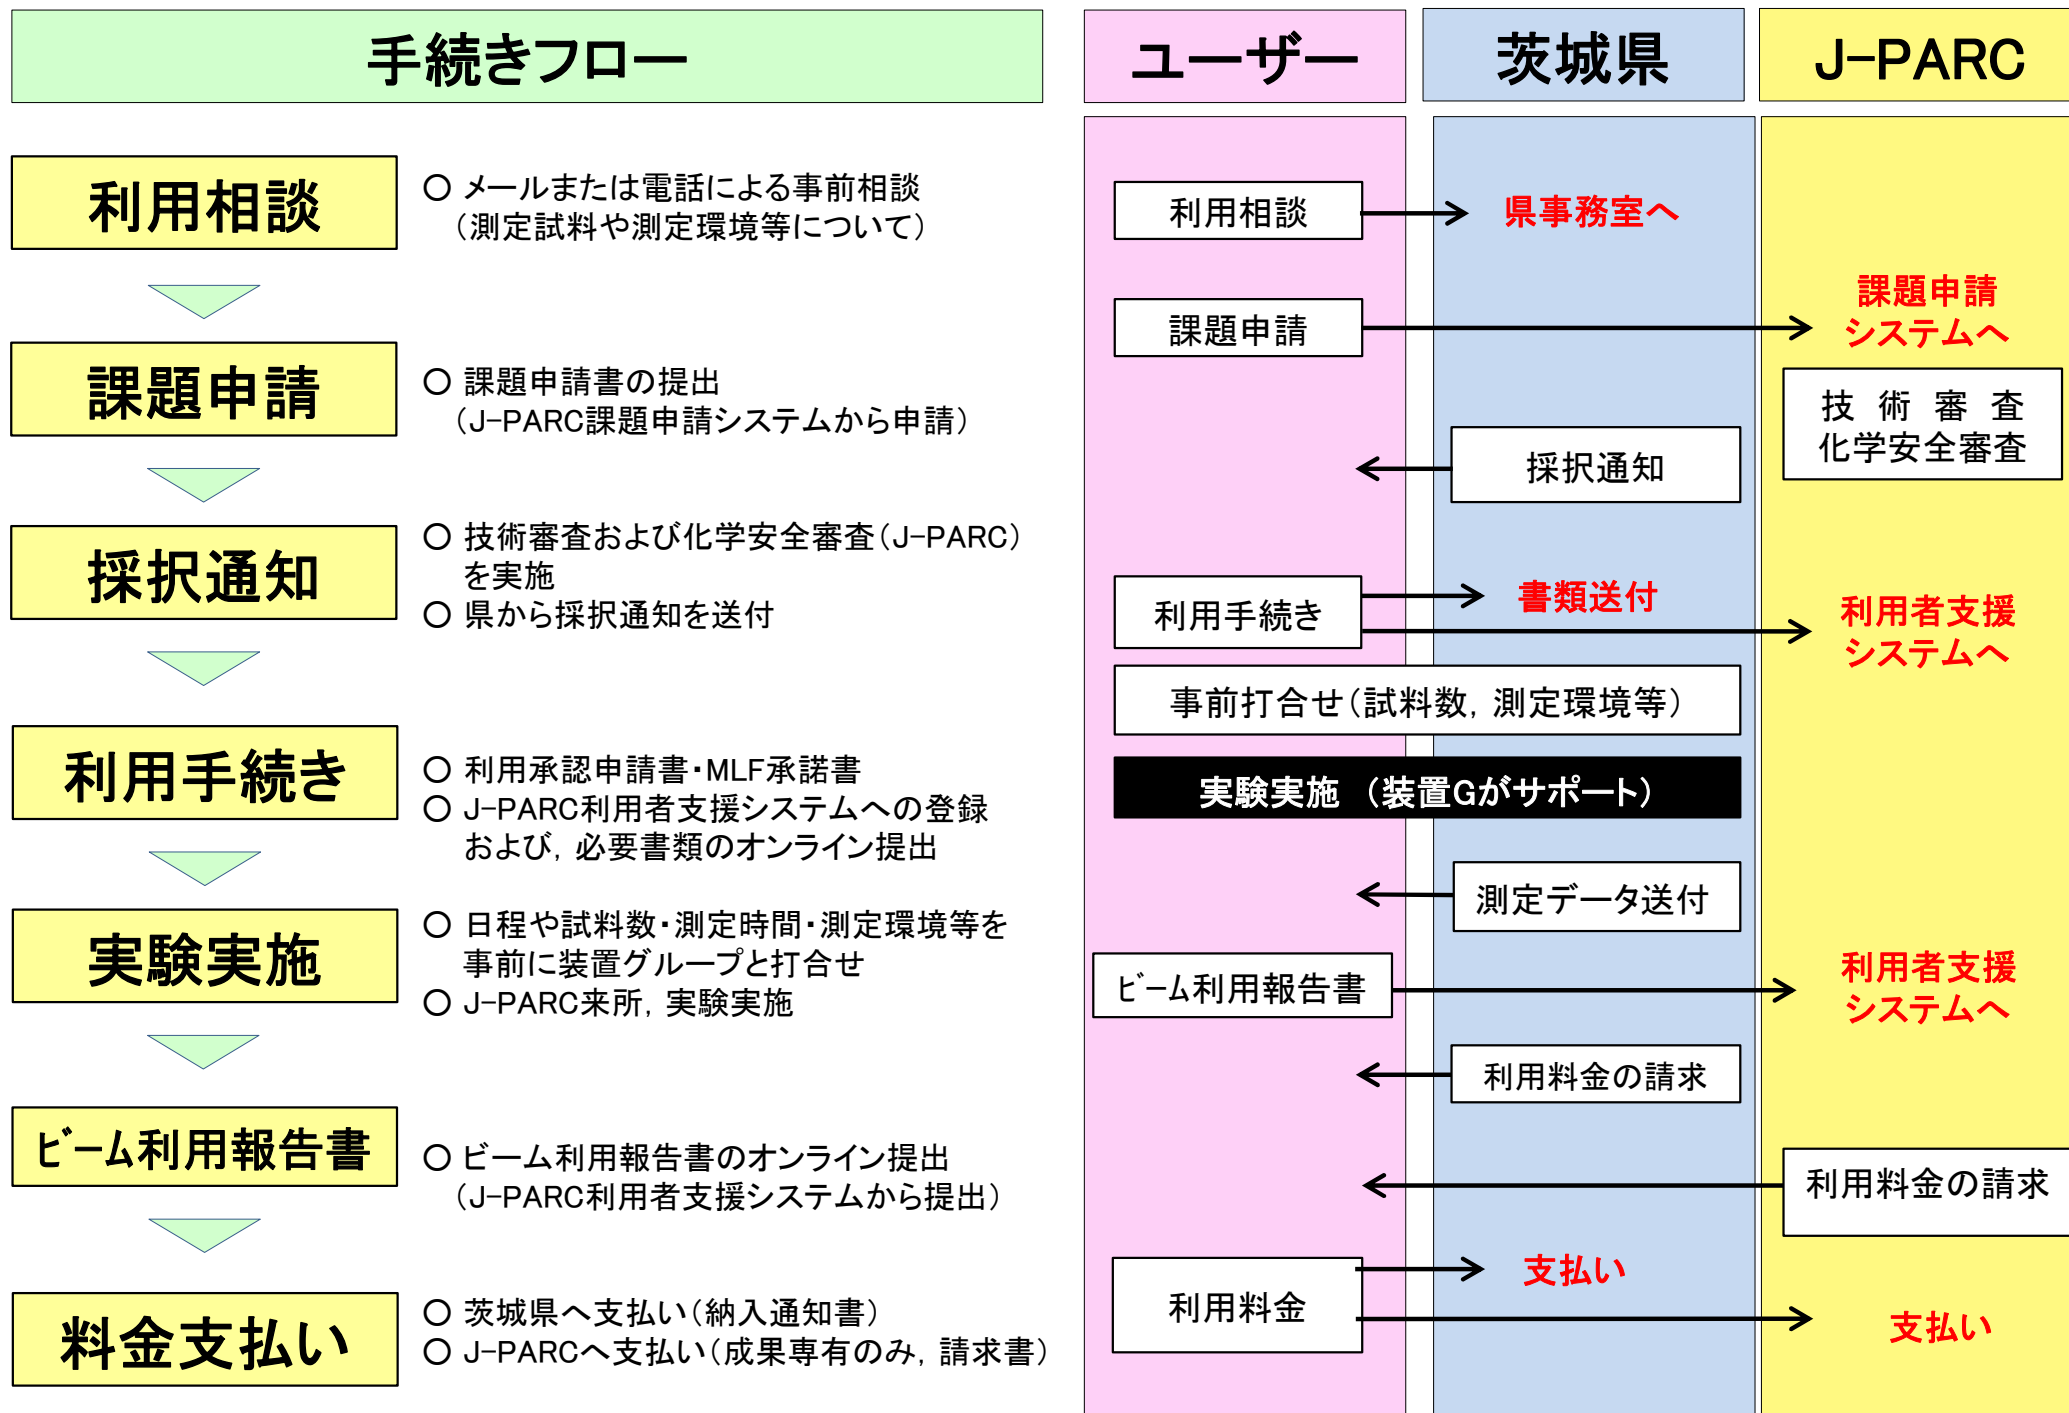 手続きフロー
利用相談
○ メールまたは電話による事前相談
（測定試料や測定環境等について）
課題申請
○ 課題申請書の提出
（J-PARC課題申請システムから申請）
採択通知
○ 技術審査および化学安全審査（J-PARC）
を実施
○ 県から採択通知を送付
利用手続き
○ 利用承認申請書・MLF承諾書
○ J-PARC利用者支援システムへの登録
および，必要書類のオンライン提出
実験実施
○ 日程や試料数・測定時間・測定環境等を
事前に装置グループと打合せ
○ J-PARC来所，実験実施
ﾋﾞｰﾑ利用報告書
○ ビーム利用報告書のオンライン提出
（J-PARC利用者支援システムから提出）
料金支払い
○ 茨城県へ支払い（納入通知書）
○ J-PARCへ支払い（成果専有のみ，請求書）
ユーザー
茨城県
J-PARC
利用相談
県事務室へ
課題申請
課題申請
システムへ
技 術 審 査
化学安全審査
採択通知
利用手続き
書類送付
利用者支援
システムへ
事前打合せ（試料数，測定環境等）
実験実施 （装置Gがサポート）
測定データ送付
ﾋﾞｰﾑ利用報告書
利用者支援
システムへ
利用料金の請求
利用料金の請求
利用料金
支払い
支払い